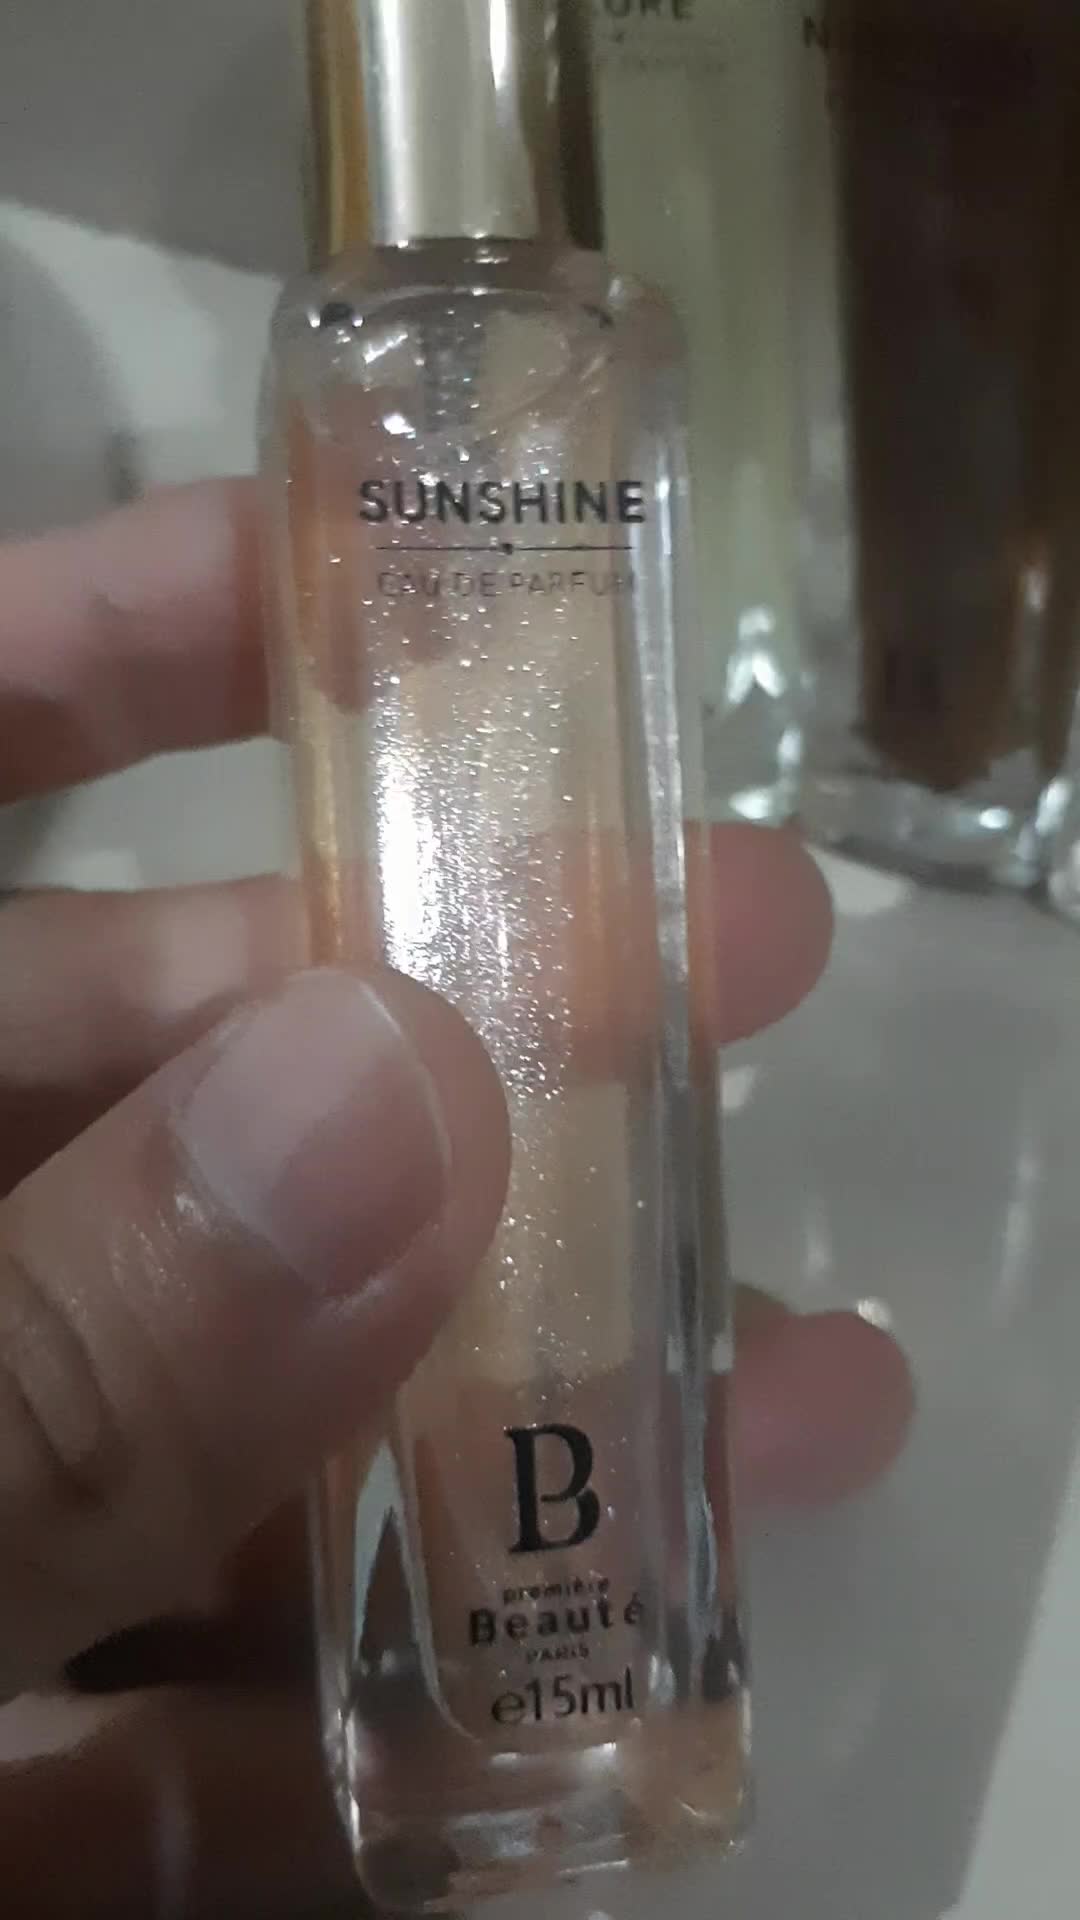 SUNSHINE
EAU DE PARFUM
B
première
Beauté
PARIS
e15ml